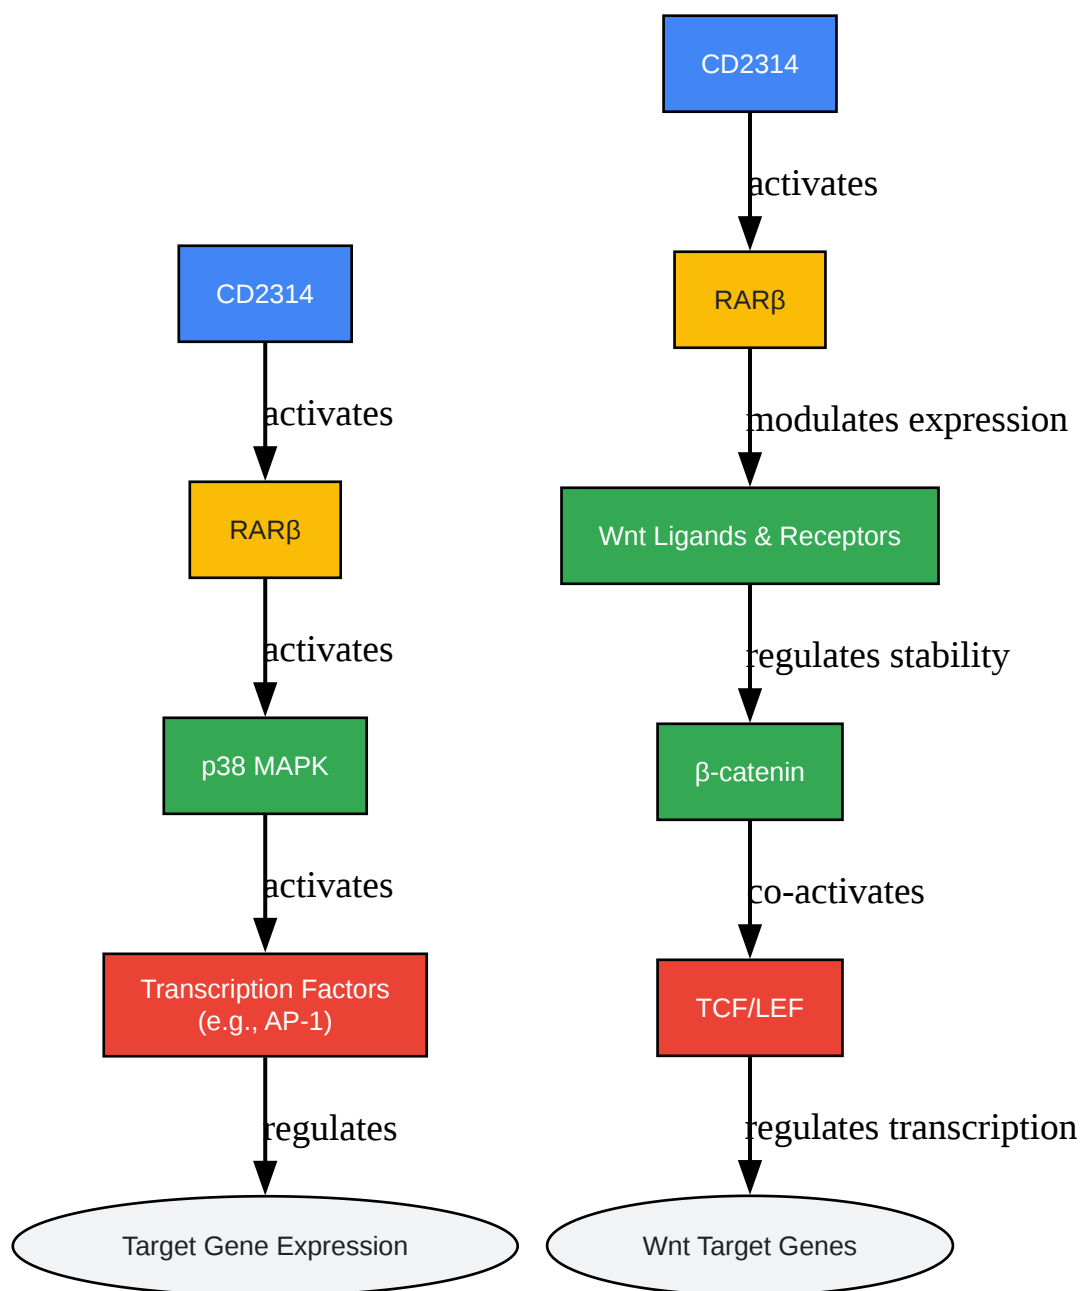 CD2314
activates
RARβ
activates
p38 MAPK
activates
Transcription Factors
(e.g., AP-1)
regulates
Target Gene Expression
CD2314
activates
RARβ
modulates expression
Wnt Ligands & Receptors
regulates stability
β-catenin
co-activates
TCF/LEF
regulates transcription
Wnt Target Genes